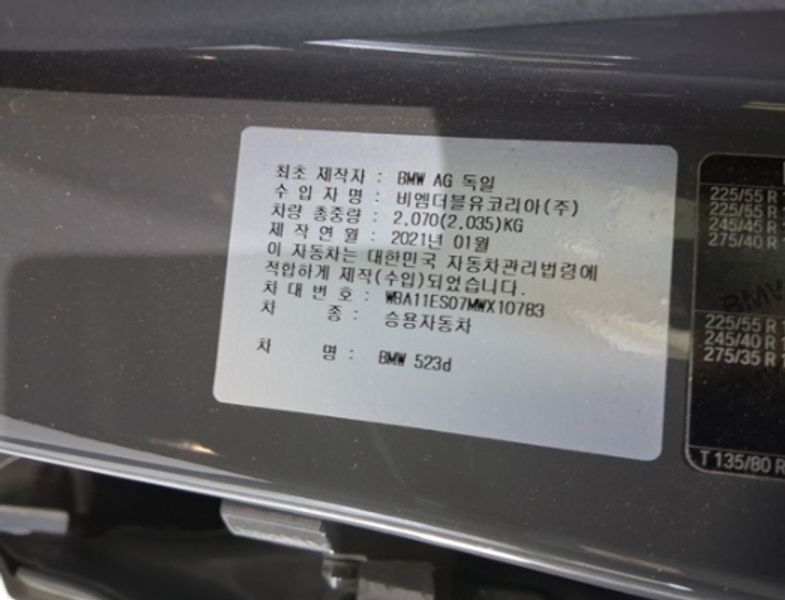 최초 제작자 : BMW AG 독일
수 입 자 명 : 비엠더블유코리아(주)
차량 총중량 : 2,070(2,035)KG
제 작 연 월 : 2021년 01월
이 자동차는 대한민국 자동차관리법령에
적합하게 제작(수입)되었습니다.
차 대 번 호 : WBA11ES07MWX10783
차 종 : 승용자동차
차 명 : BMW 523d
225/55 R
225/55 R
245/45 R
275/40 R
BMW
225/55 R
245/40 R
275/35 R
T 135/80 R